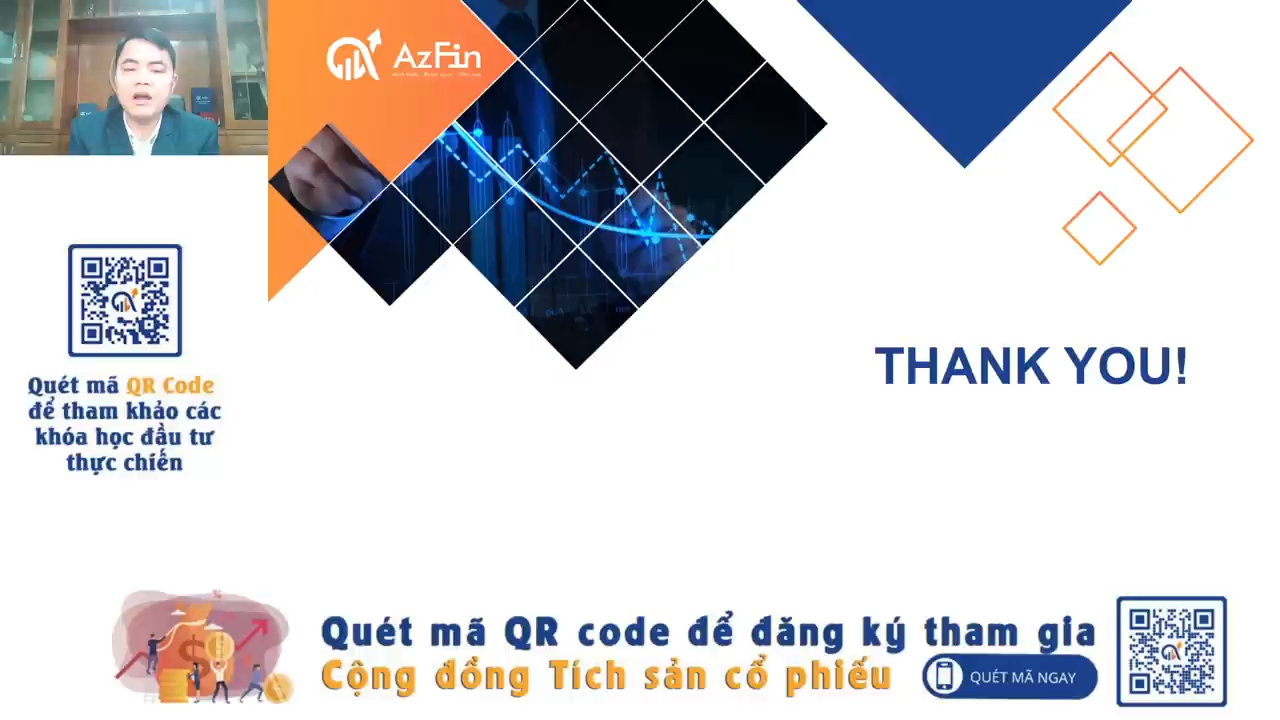 AzFin
THANK YOU!
Quét mã QR Code
để tham khảo các
khóa học đầu tư
thực chiến
Quét mã QR code để đăng ký tham gia
Cộng đồng Tích sản cổ phiếu
QUÉT MÃ NGAY